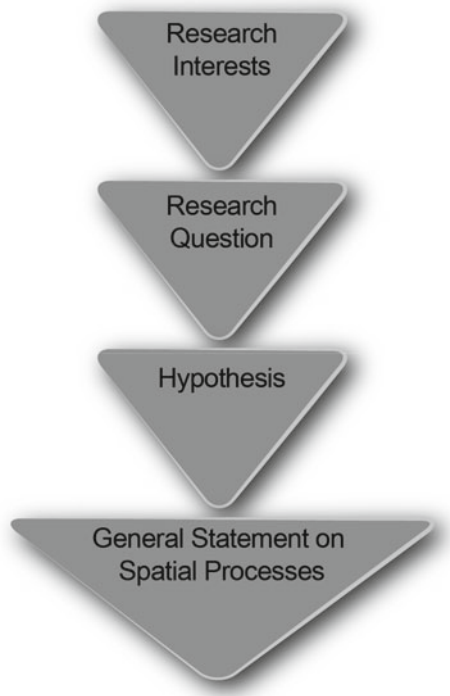 Research
Interests
Research
Question
Hypothesis
General Statement on
Spatial Processes